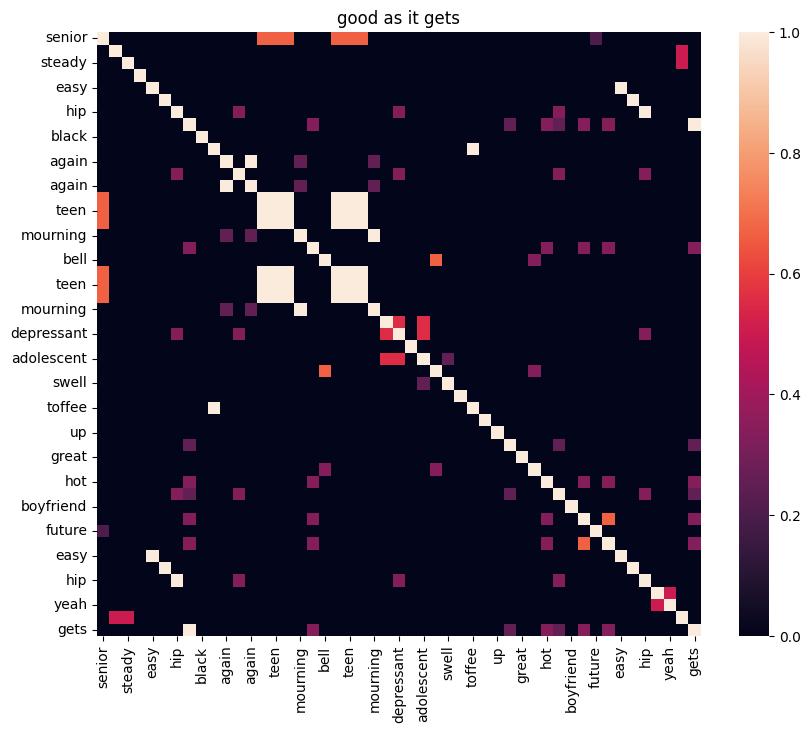 good as it gets
senior
steady
easy
hip
black
again
again
teen
mourning
bell
teen
mourning
depressant
adolescent
swell
toffee
up
great
hot
boyfriend
future
easy
hip
yeah
gets
1.0
0.8
0.6
0.4
0.2
0.0
senior
steady
easy
hip
black
again
again
teen
mourning
bell
teen
mourning
depressant
adolescent
swell
toffee
up
great
hot
boyfriend
future
easy
hip
yeah
gets